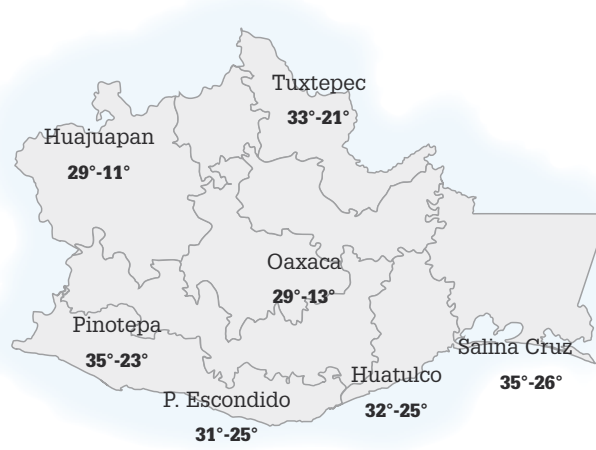 Tuxtepec
33°-21°
Huajuapan
29°-11°
Oaxaca
29°-13°
Pinotepa
35°-23°
Salina Cruz
35°-26°
Huatulco
32°-25°
P. Escondido
31°-25°